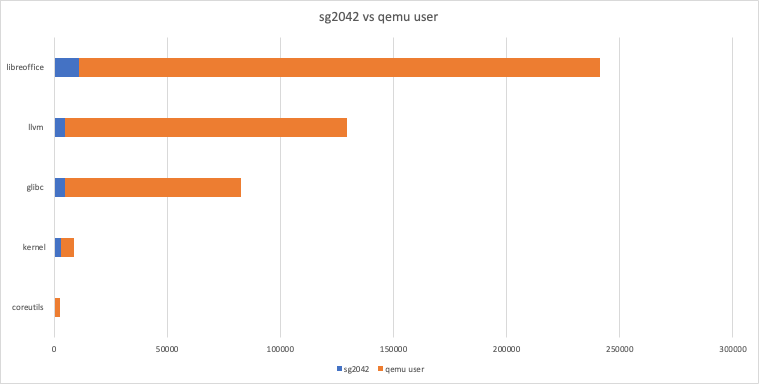 sg2042 vs qemu user
libreoffice
llvm
glibc
kernel
coreutils
0 50000 100000 150000 200000 250000 300000
sg2042 qemu user